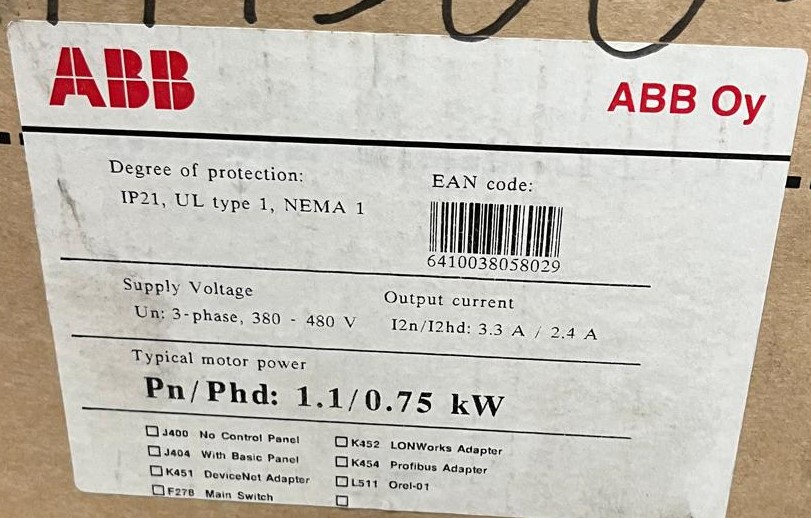 ABB
ABB Oy
Degree of protection:
IP21, UL type 1, NEMA 1
EAN code:
6410038058029
Supply Voltage
Un: 3-phase, 380 - 480 V
Output current
I2n/I2hd: 3.3 A / 2.4 A
Typical motor power
Pn/Phd: 1.1/0.75 kW
J400 No Control Panel
J404 With Basic Panel
K451 DeviceNet Adapter
F278 Main Switch
K452 LONWorks Adapter
K454 Profibus Adapter
L511 Orel-01